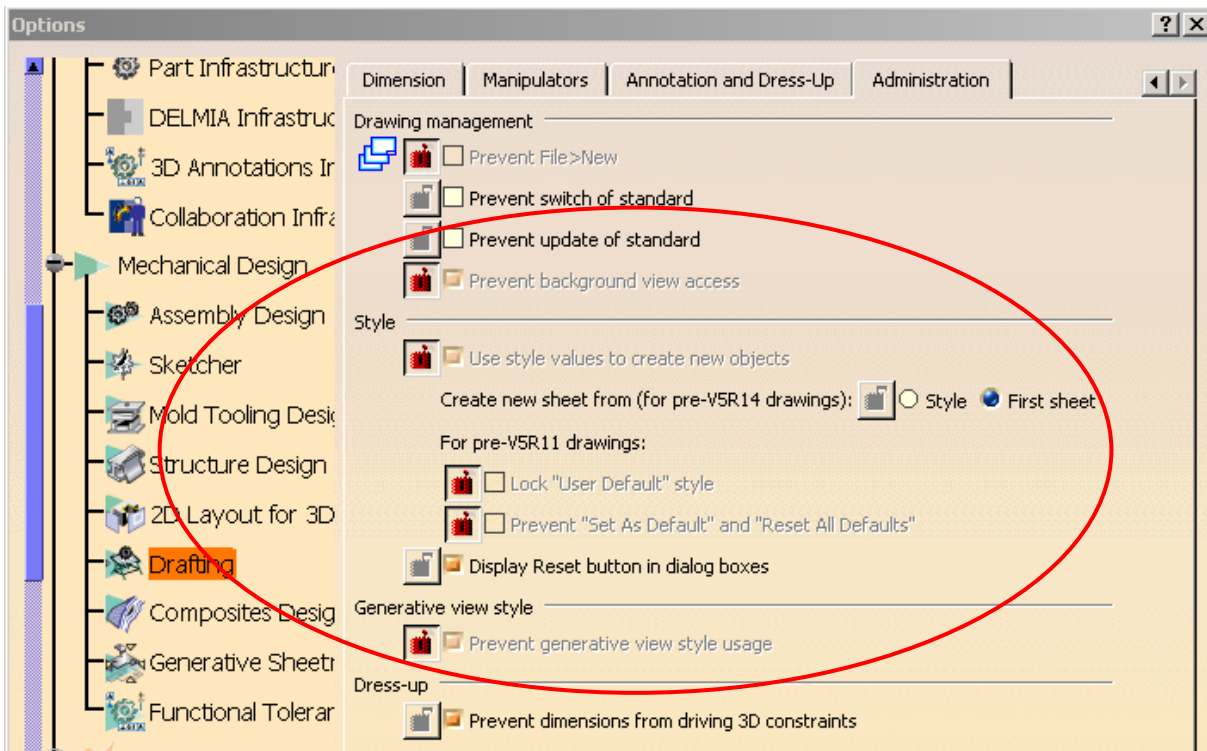 Options
Part Infrastructur
DELMIA Infrastruc
3D Annotations Ir
Collaboration Infra
Mechanical Design
Assembly Design
Sketcher
Mold Tooling Desig
Structure Design
2D Layout for 3D
Drafting
Composites Desig
Generative Sheetr
Functional Tolerar
Dimension Manipulators Annotation and Dress-Up Administration
Drawing management
Prevent File>New
Prevent switch of standard
Prevent update of standard
Prevent background view access
Style
Use style values to create new objects
Create new sheet from (for pre-V5R14 drawings): Style First sheet
For pre-V5R11 drawings:
Lock "User Default" style
Prevent "Set As Default" and "Reset All Defaults"
Display Reset button in dialog boxes
Generative view style
Prevent generative view style usage
Dress-up
Prevent dimensions from driving 3D constraints